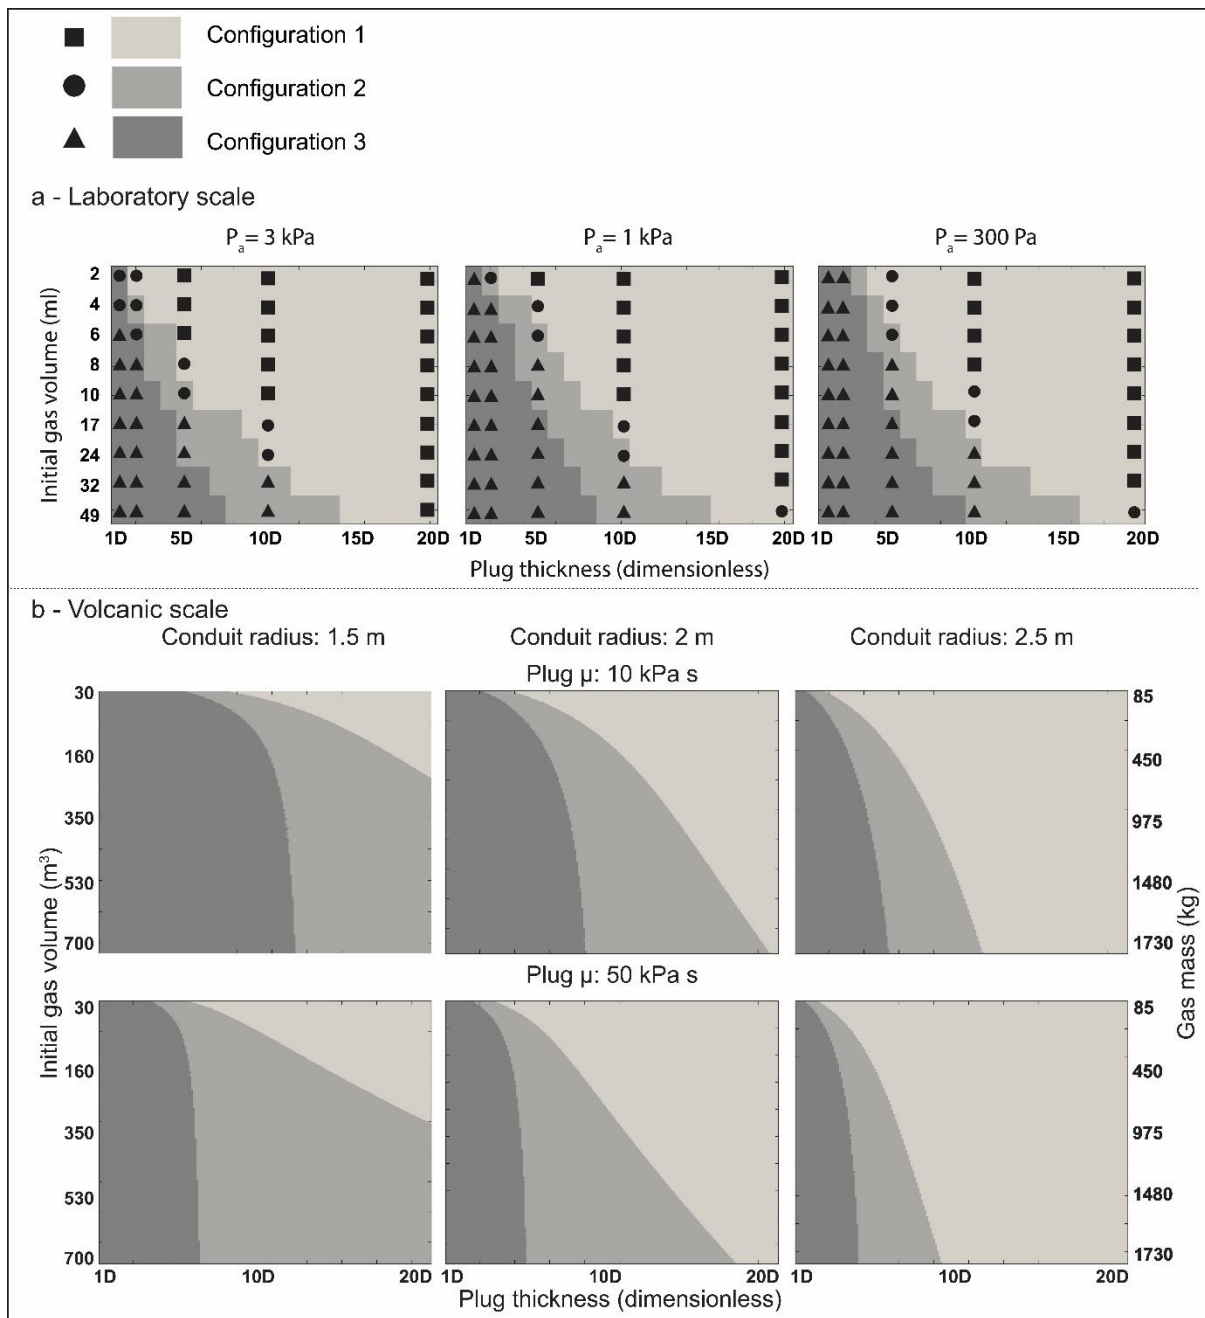 Configuration 1
Configuration 2
Configuration 3
a - Laboratory scale
Pa= 3 kPa
Pa= 1 kPa
Pa= 300 Pa
Initial gas volume (ml)
2
4
6
8
10
17
24
32
49
1D 5D 10D 15D 20D
1D 5D 10D 15D 20D
1D 5D 10D 15D 20D
Plug thickness (dimensionless)
b - Volcanic scale
Conduit radius: 1.5 m
Conduit radius: 2 m
Conduit radius: 2.5 m
Plug μ: 10 kPa s
Initial gas volume (m³)
30
160
350
530
700
85
450
975
1480
1730
Gas mass (kg)
Plug μ: 50 kPa s
30
160
350
530
700
85
450
975
1480
1730
1D 10D 20D
1D 10D 20D
1D 10D 20D
Plug thickness (dimensionless)